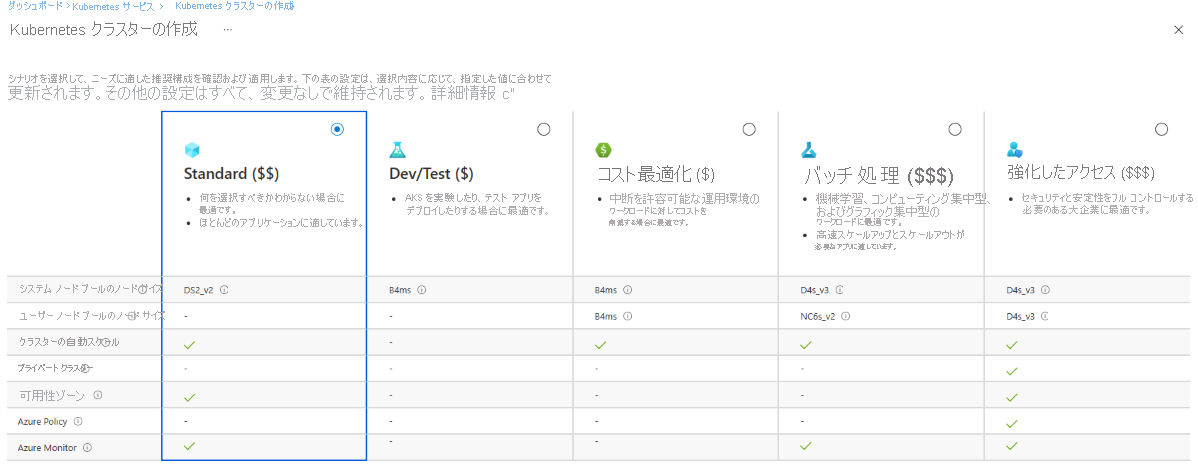 ダッシュボード > Kubernetes サービス > Kubernetes クラスターの作成
Kubernetes クラスターの作成 ...
シナリオを選択して、ニーズに適した推奨構成を確認および適用します。下の表の設定は、選択内容に応じて、指定した値に合わせて
更新されます。その他の設定はすべて、変更なしで維持されます。詳細情報 c"
Standard ($$)
• 何を選択すべきかわからない場合に
最適です。
• ほとんどのアプリケーションに適しています。
Dev/Test ($)
• AKS を実験したり、テスト アプリを
デプロイしたりする場合に最適です。
コスト最適化 ($)
• 中断を許容可能な運用環境の
ワークロードに対してコストを
削減する場合に最適です。
バッチ 処理 ($$$)
• 機械学習、コンピューティング集中型、
およびグラフィック集中型の
ワークロードに最適です。
• 高速スケールアップとスケールアウトが
必要なアプリに適しています。
強化したアクセス ($$$)
• セキュリティと安定性をフル コントロールする
必要のある大企業に最適です。
システム ノード プールのノード サイズ DS2_v2 B4ms B4ms D4s_v3 D4s_v3
ユーザー ノード プールのノード サイズ - - B4ms NC6s_v2 D4s_v3
クラスターの自動スケール ✓ - ✓ ✓ ✓
プライベート クラスター - - - - ✓
可用性ゾーン ✓ - - - ✓
Azure Policy - - - - ✓
Azure Monitor ✓ - - ✓ ✓